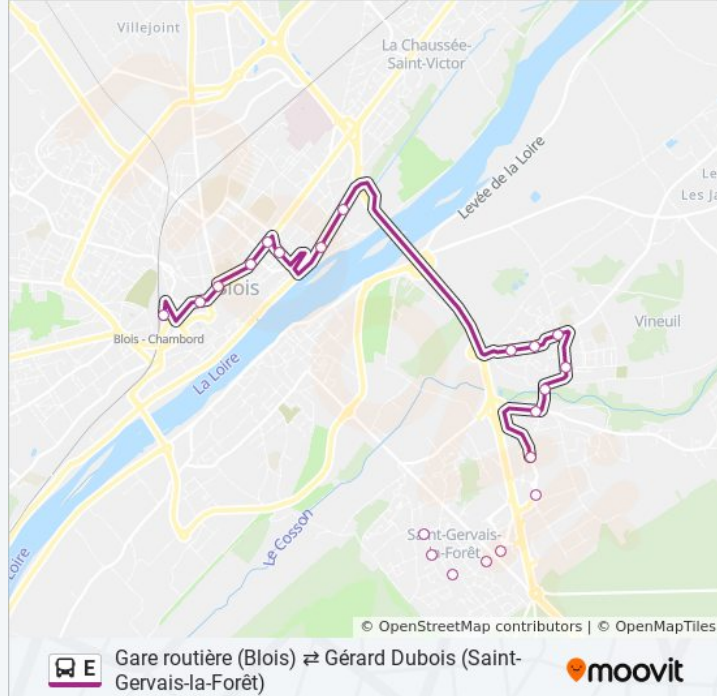 Villejoint
La Chaussée-
Saint-Victor
Levée de la Loire
Le
Les Ja
Blois
Vineuil
Blois - Chambord
La Loire
Le Cosson
Saint-Gervais-
la-Forêt
Loire
© OpenStreetMap contributors | © OpenMapTiles
E
Gare routière (Blois) ⇄ Gérard Dubois (Saint-
Gervais-la-Forêt)
moovit